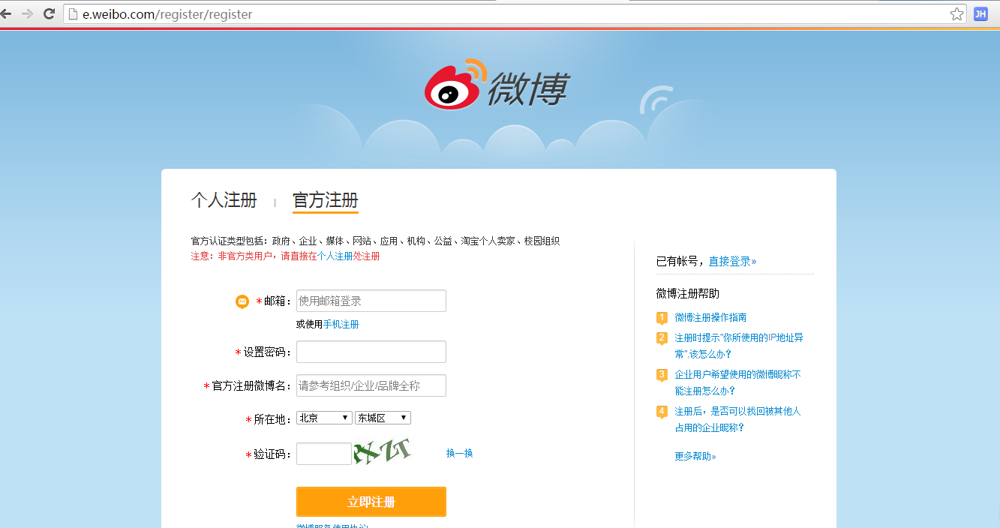 e.weibo.com/register/register
JH
微博
个人注册 | 官方注册
官方认证类型包括：政府、企业、媒体、网站、应用、机构、公益、淘宝个人卖家、校园组织
注意：非官方类用户，请直接在个人注册处注册
*邮箱：使用邮箱登录
或使用手机注册
*设置密码：
*官方注册微博名：请参考组织/企业/品牌全称
*所在地：北京 东城区
*验证码： 换一换
立即注册
微博服务使用协议
已有帐号，直接登录»
微博注册帮助
1 微博注册操作指南
2 注册时提示"你所使用的IP地址异
常",该怎么办？
3 企业用户希望使用的微博昵称不
能注册怎么办？
4 注册后，是否可以找回被其他人
占用的企业昵称？
更多帮助»